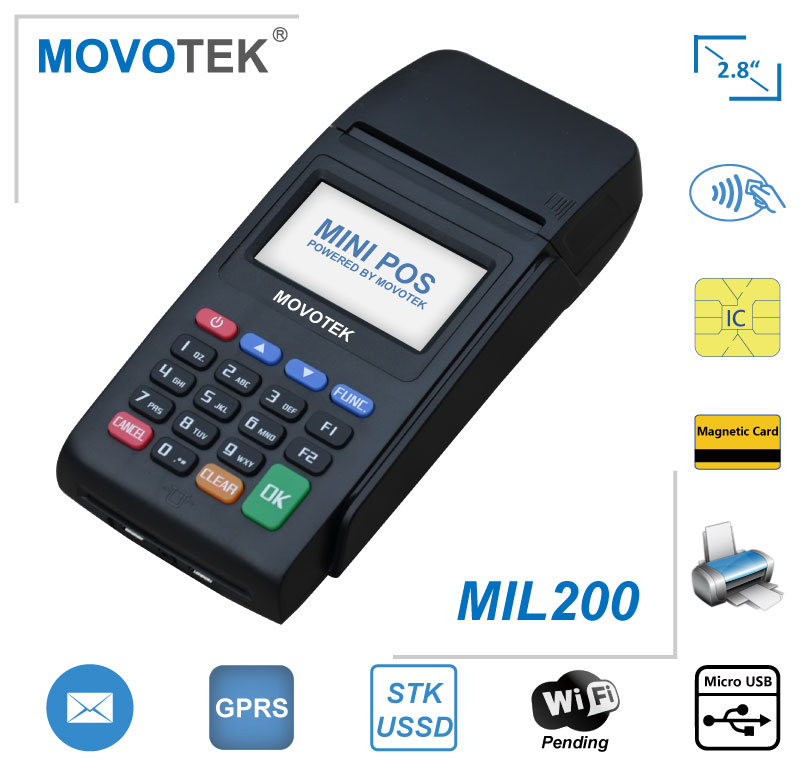 MOVOTEK®
2.8“
MINI POS
POWERED BY MOVOTEK
MOVOTEK
IC
1 QZ.
2 ABC
3 DEF
F1
FUNC.
4 GHI
5 JKL
6 MNO
F2
7 PRS
8 TUV
9 WXY
CANCEL
0 .**
CLEAR
OK
Magnetic Card
MIL200
GPRS
STK
USSD
WiFi
Pending
Micro USB